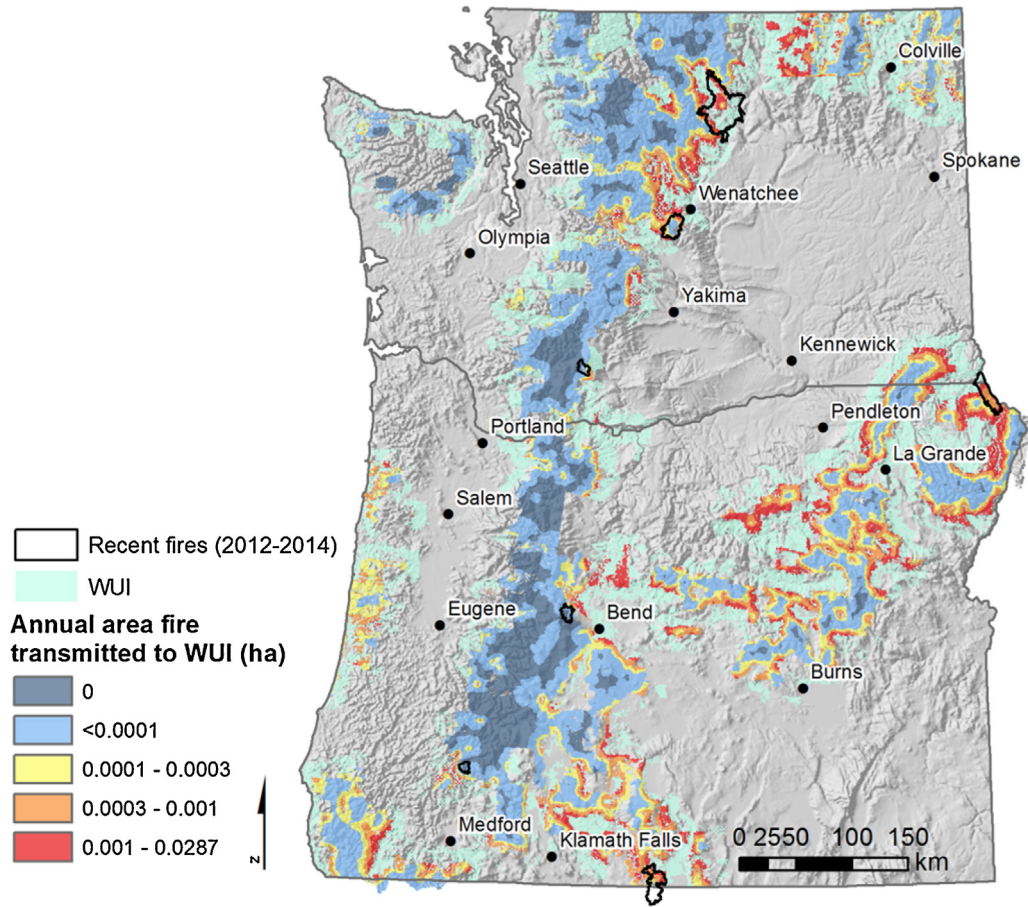 Colville
Spokane
Seattle
Wenatchee
Olympia
Yakima
Kennewick
Pendleton
Portland
La Grande
Salem
Recent fires (2012-2014)
WUI
Eugene
Bend
Annual area fire
transmitted to WUI (ha)
Burns
0
<0.0001
0.0001 - 0.0003
0.0003 - 0.001
0.001 - 0.0287
N
Medford
Klamath Falls
0 2550 100 150
km